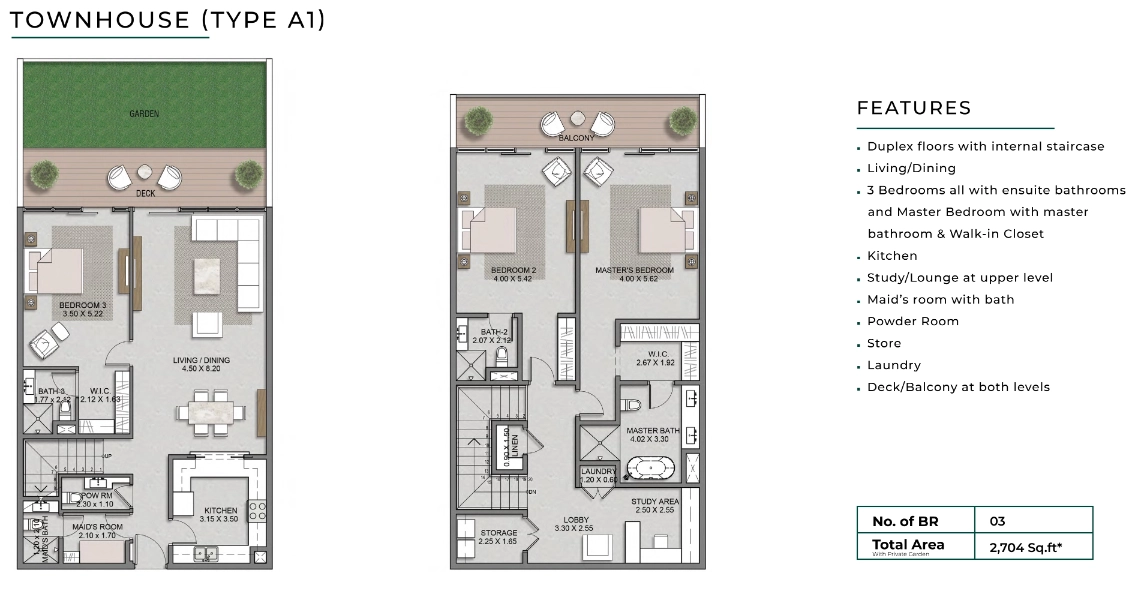 TOWNHOUSE (TYPE A1)
GARDEN
DECK
BEDROOM 3
3.50 X 5.22
LIVING / DINING
4.50 X 8.20
BATH-3
1.77 x 2.12
W.I.C.
2.12 X 1.63
UP
POW RM
2.30 x 1.10
MAID'S ROOM
2.10 x 1.70
MAID'S BATH
KITCHEN
3.15 X 3.50
BALCONY
BEDROOM 2
4.00 X 5.42
MASTER'S BEDROOM
4.00 X 5.62
BATH-2
2.07 X 2.12
W.I.C.
2.67 X 1.92
LINEN
0.90 X 1.50
MASTER BATH
4.02 X 3.30
LAUNDRY
1.20 X 0.60
DN
STUDY AREA
2.50 X 2.55
LOBBY
3.30 X 2.55
STORAGE
2.25 X 1.65
FEATURES
Duplex floors with internal staircase
Living/Dining
3 Bedrooms all with ensuite bathrooms
and Master Bedroom with master
bathroom & Walk-in Closet
Kitchen
Study/Lounge at upper level
Maid's room with bath
Powder Room
Store
Laundry
Deck/Balcony at both levels
No. of BR 03
Total Area 2,704 Sq.ft*
With Private Garden